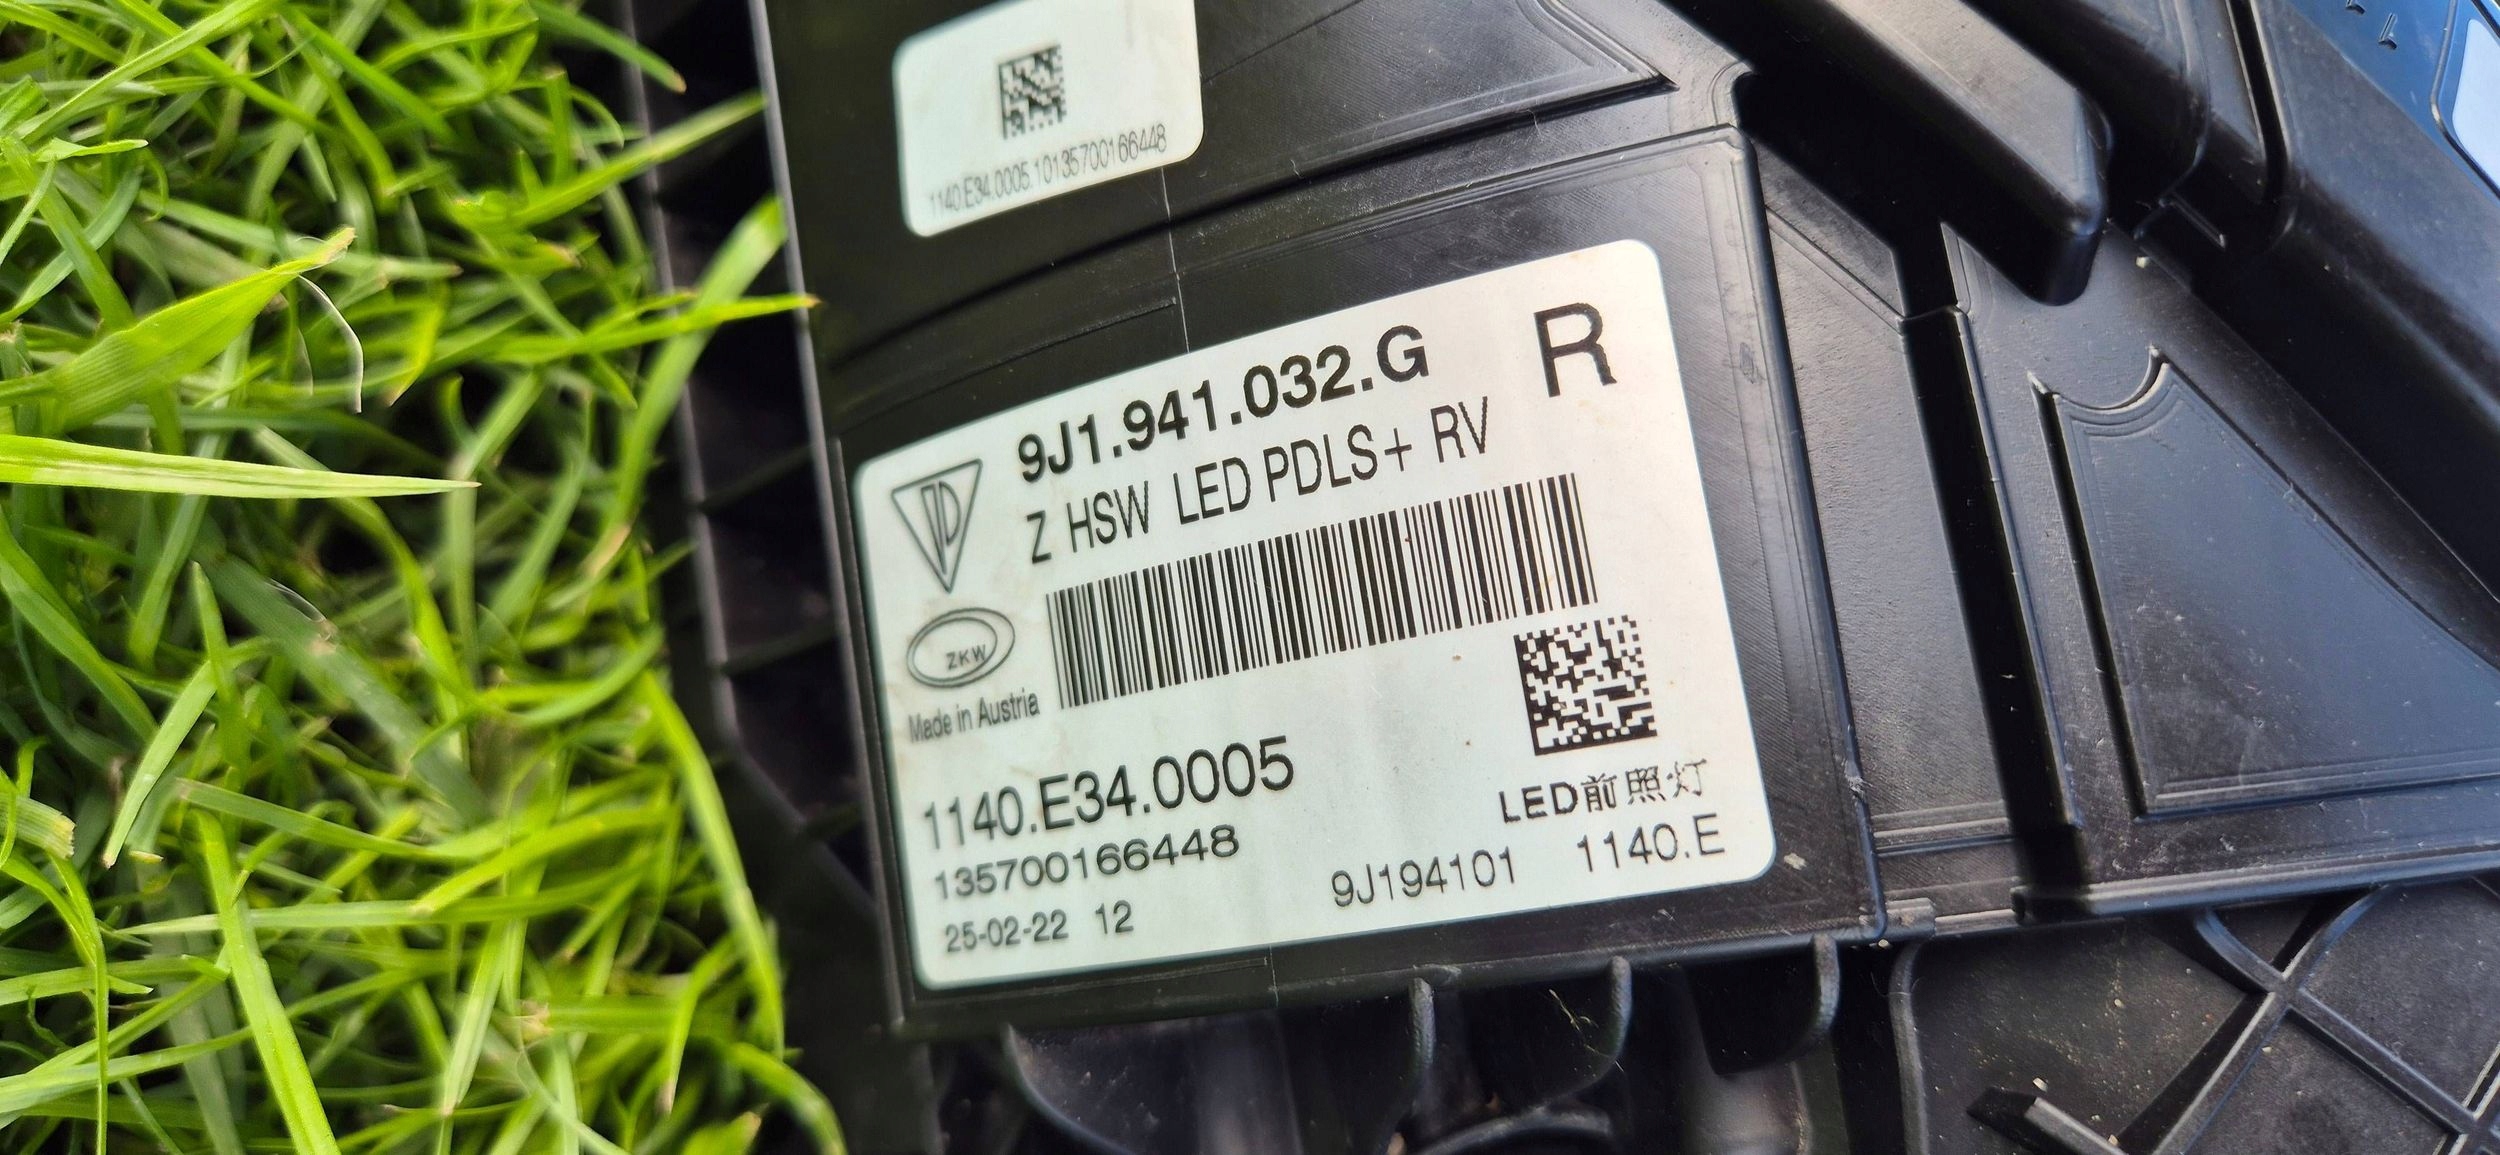 1140.E34.0005.10135700166448
9J1.941.032.G R
Z HSW LED PDLS+ RV
ZKW
Made in Austria
1140.E34.0005
LED前照灯
135700166448
9J194101 1140.E
25-02-22 12